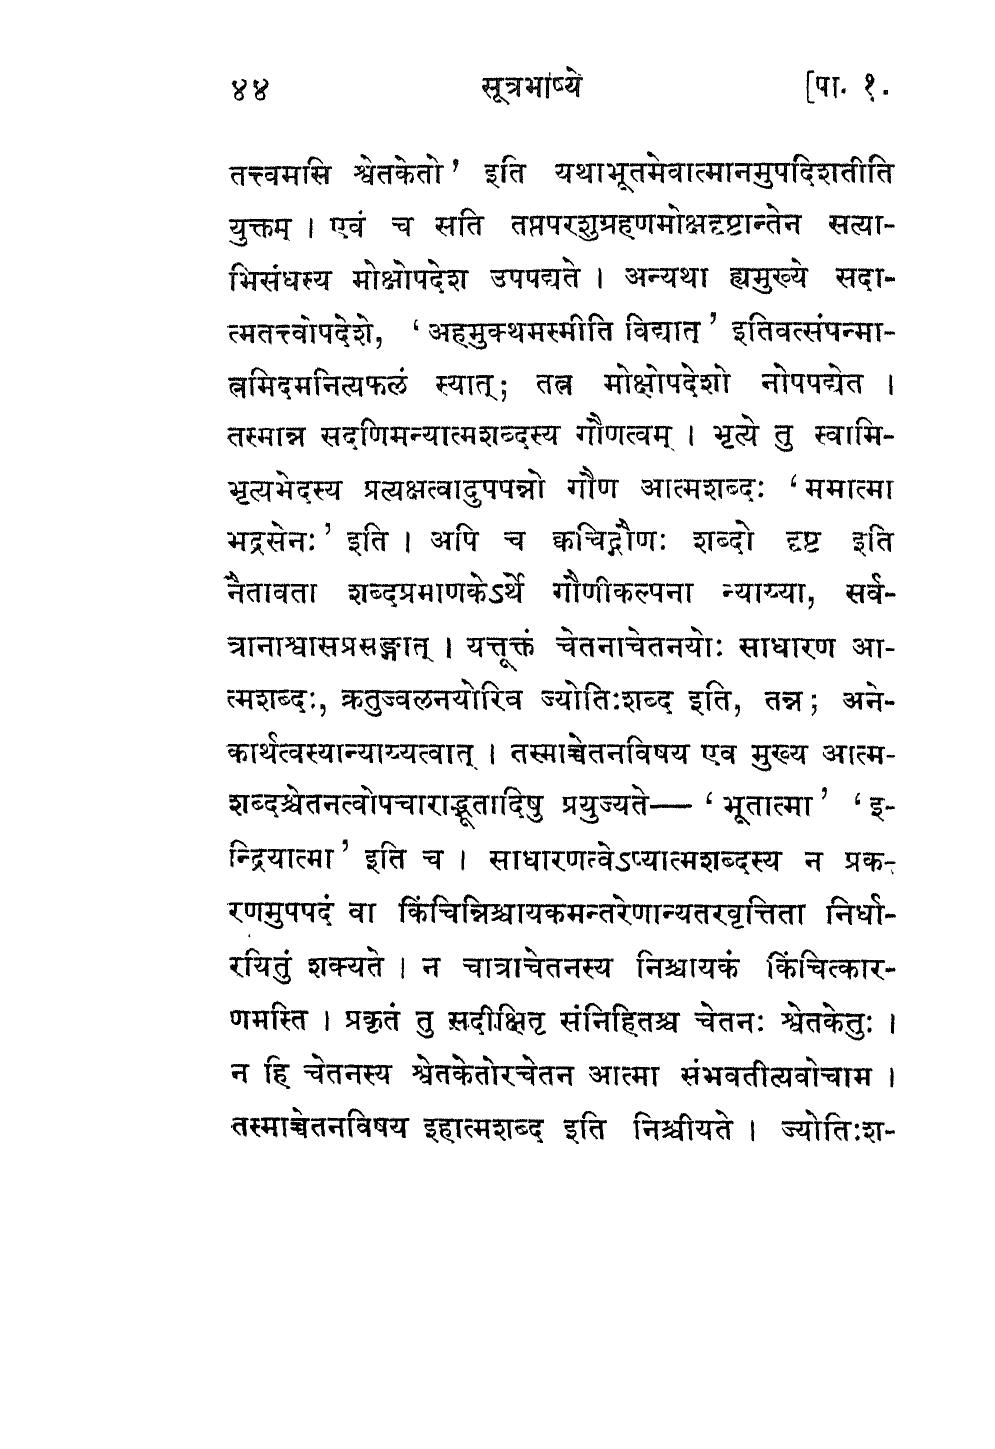 ४४ सूत्रभाष्ये [पा. १.
तत्त्वमसि श्वेतकेतो ’ इति यथाभूतमेवात्मानमुपदिशतीति
युक्तम् । एवं च सति तप्तपरशुग्रहणमोक्षदृष्टान्तेन सत्या-
भिसंधस्य मोक्षोपदेश उपपद्यते । अन्यथा ह्यमुख्ये सदा-
त्मतत्त्वोपदेशे, ‘ अहमुक्थमस्मीति विद्यात् ’ इतिवत्संपन्मा-
त्रमिदमनित्यफलं स्यात्; तत्र मोक्षोपदेशो नोपपद्येत ।
तस्मान्न सदणिमन्यात्मशब्दस्य गौणत्वम् । भृत्ये तु स्वामि-
भृत्यभेदस्य प्रत्यक्षत्वादुपपन्नो गौण आत्मशब्दः ‘ ममात्मा
भद्रसेनः ’ इति । अपि च क्वचिद्गौणः शब्दो दृष्ट इति
नैतावता शब्दप्रमाणकेऽर्थे गौणीकल्पना न्याय्या, सर्व-
त्रानाश्वासप्रसङ्गात् । यत्तूक्तं चेतनाचेतनयोः साधारण आ-
त्मशब्दः, क्रतुज्वलनयोरिव ज्योतिःशब्द इति, तन्न ; अने-
कार्थत्वस्यान्याय्यत्वात् । तस्माच्चेतनविषय एव मुख्य आत्म-
शब्दश्चेतनत्वोपचाराद्भूतादिषु प्रयुज्यते— ‘ भूतात्मा ’ ‘ इ-
न्द्रियात्मा ’ इति च । साधारणत्वेऽप्यात्मशब्दस्य न प्रक-
रणमुपपदं वा किंचिन्निश्चायकमन्तरेणान्यतरवृत्तिता निर्धा-
रयितुं शक्यते । न चात्राचेतनस्य निश्चायकं किंचित्कार-
णमस्ति । प्रकृतं तु सदीक्षितृ संनिहितश्च चेतनः श्वेतकेतुः ।
न हि चेतनस्य श्वेतकेतोरचेतन आत्मा संभवतीत्यवोचाम ।
तस्माच्चेतनविषय इहात्मशब्द इति निश्चीयते । ज्योतिःश-